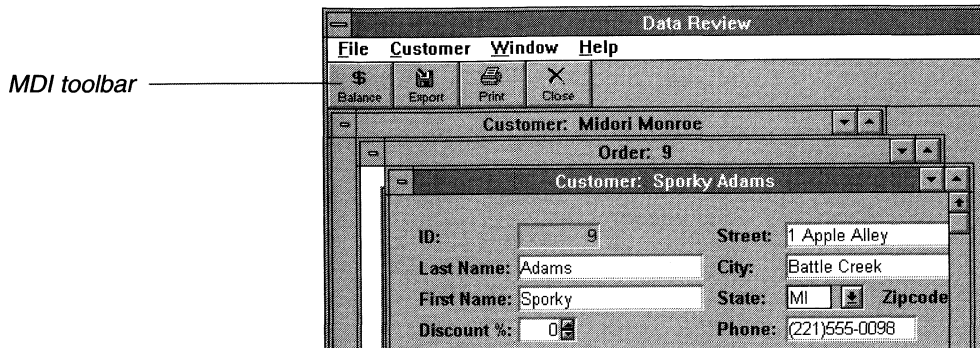 Data Review
File Customer Window Help
MDI toolbar
$
Balance Export Print Close
Customer: Midori Monroe
Order: 9
Customer: Sporky Adams
ID: 9 Street: 1 Apple Alley
Last Name: Adams City: Battle Creek
First Name: Sporky State: MI Zipcode
Discount %: 0 Phone: (221)555-0098